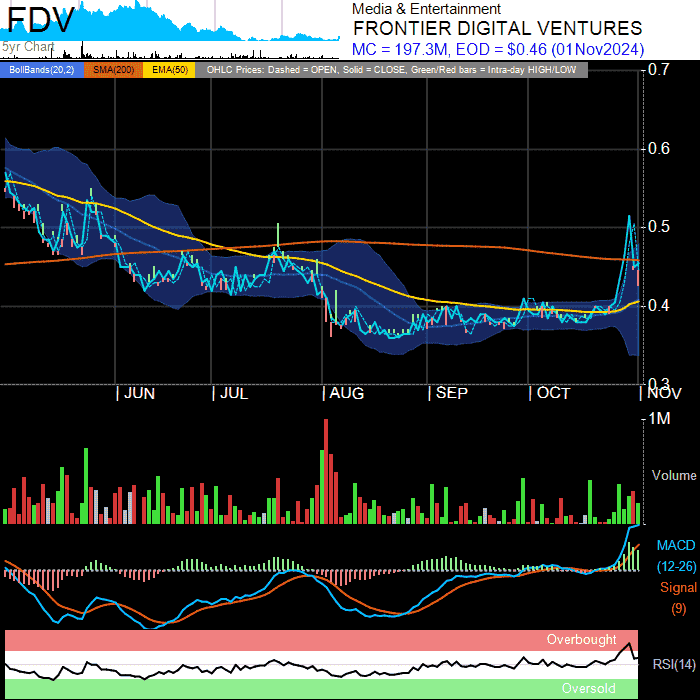 FDV
5yr Chart
Media & Entertainment
FRONTIER DIGITAL VENTURES
MC = 197.3M, EOD = $0.46 (01Nov2024)
BollBands(20,2) SMA(200) EMA(50) OHLC Prices: Dashed = OPEN, Solid = CLOSE, Green/Red bars = Intra-day HIGH/LOW
0.7
0.6
0.5
0.4
0.3
| JUN | JUL | AUG | SEP | OCT | NOV
1M
Volume
MACD
(12-26)
Signal
(9)
Overbought
RSI(14)
Oversold